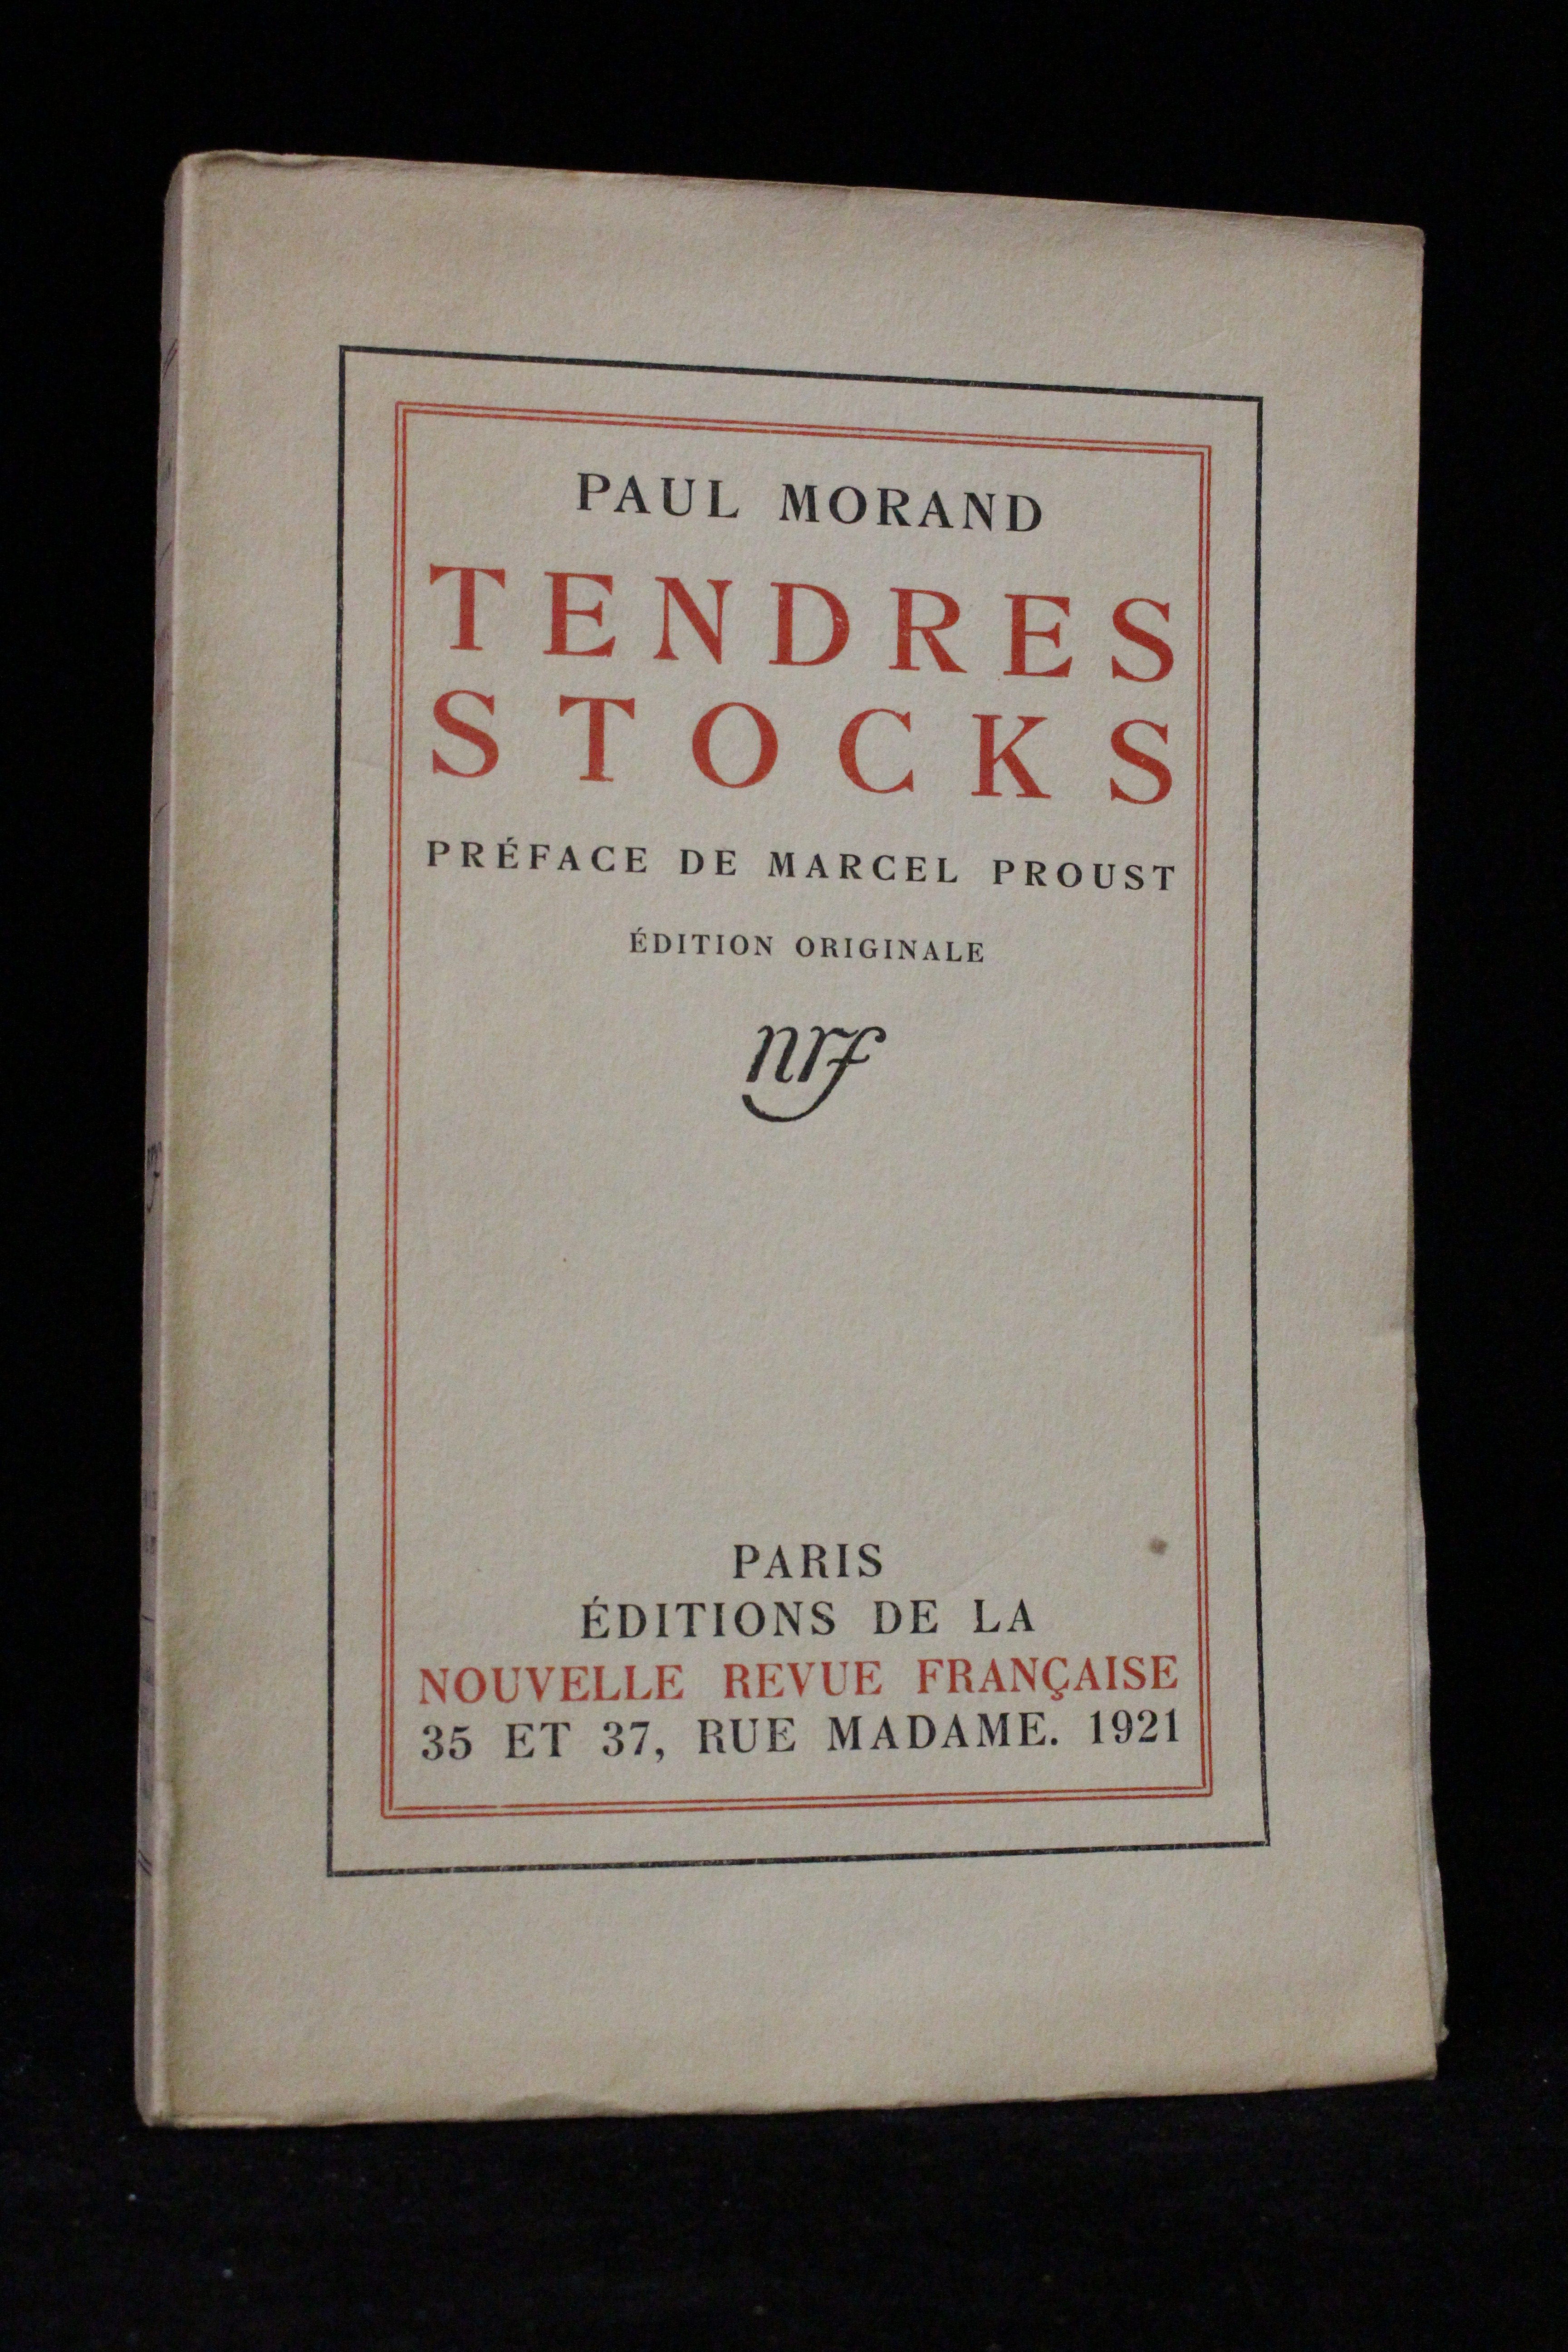 PAUL MORAND
TENDRES
STOCKS
PRÉFACE DE MARCEL PROUST
ÉDITION ORIGINALE
nrf
PARIS
ÉDITIONS DE LA
NOUVELLE REVUE FRANÇAISE
35 ET 37, RUE MADAME. 1921